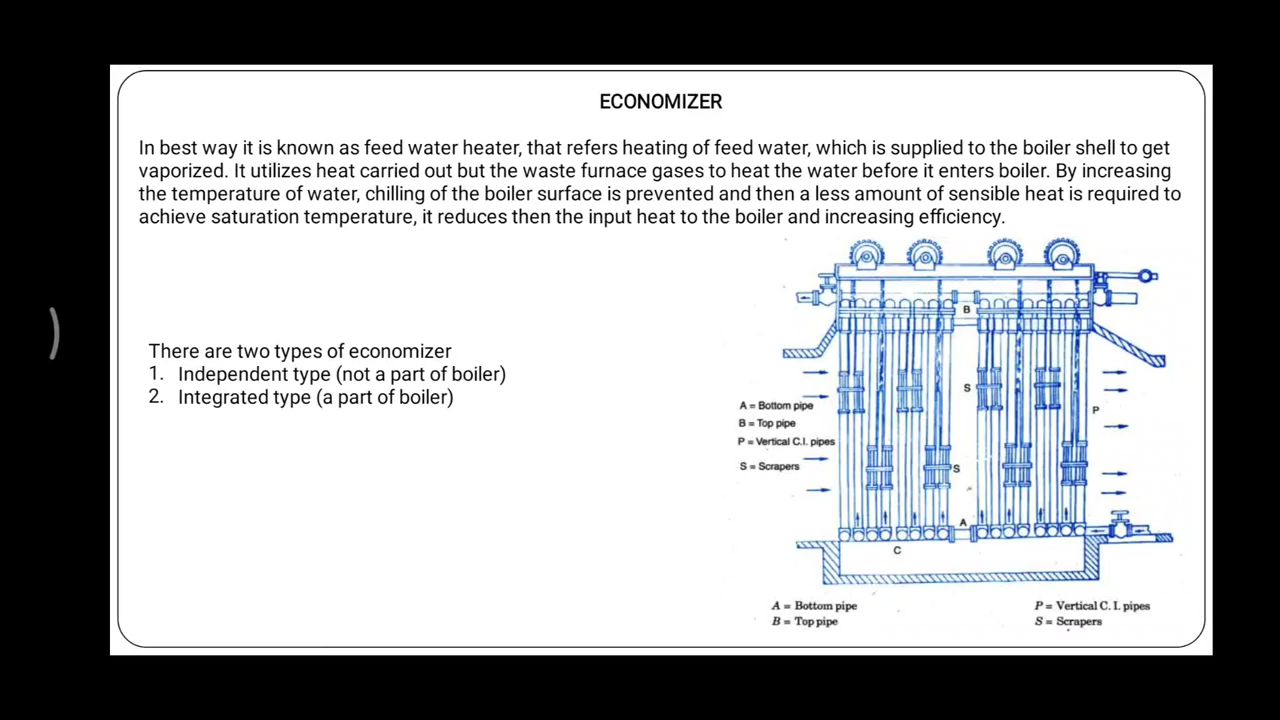 ECONOMIZER
In best way it is known as feed water heater, that refers heating of feed water, which is supplied to the boiler shell to get
vaporized. It utilizes heat carried out but the waste furnace gases to heat the water before it enters boiler. By increasing
the temperature of water, chilling of the boiler surface is prevented and then a less amount of sensible heat is required to
achieve saturation temperature, it reduces then the input heat to the boiler and increasing efficiency.
There are two types of economizer
1. Independent type (not a part of boiler)
2. Integrated type (a part of boiler)
B
S
A = Bottom pipe
B = Top pipe
P = Vertical C.I. pipes
S = Scrapers
P
S
A
C
A = Bottom pipe
B = Top pipe
P = Vertical C. I. pipes
S = Scrapers